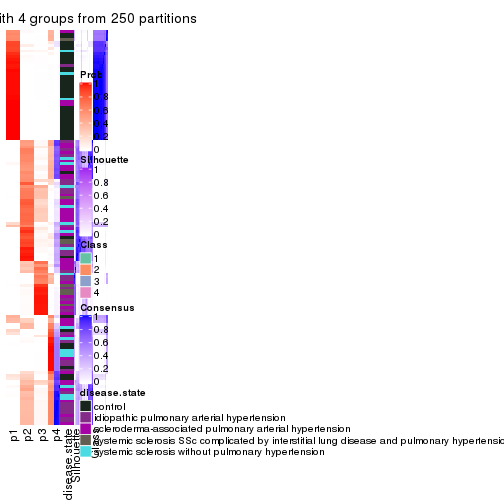 ith 4 groups from 250 partitions
Prob
1
0.8
0.6
0.4
0.2
0
Silhouette
1
0.8
0.6
0.4
0.2
0
Class
1
2
3
4
Consensus
1
0.8
0.6
0.4
0.2
0
disease.state
control
idiopathic pulmonary arterial hypertension
scleroderma-associated pulmonary arterial hypertension
systemic sclerosis SSc complicated by interstitial lung disease and pulmonary hypertensio
systemic sclerosis without pulmonary hypertension
p1
p2
p3
p4
disease.state
Silhouette